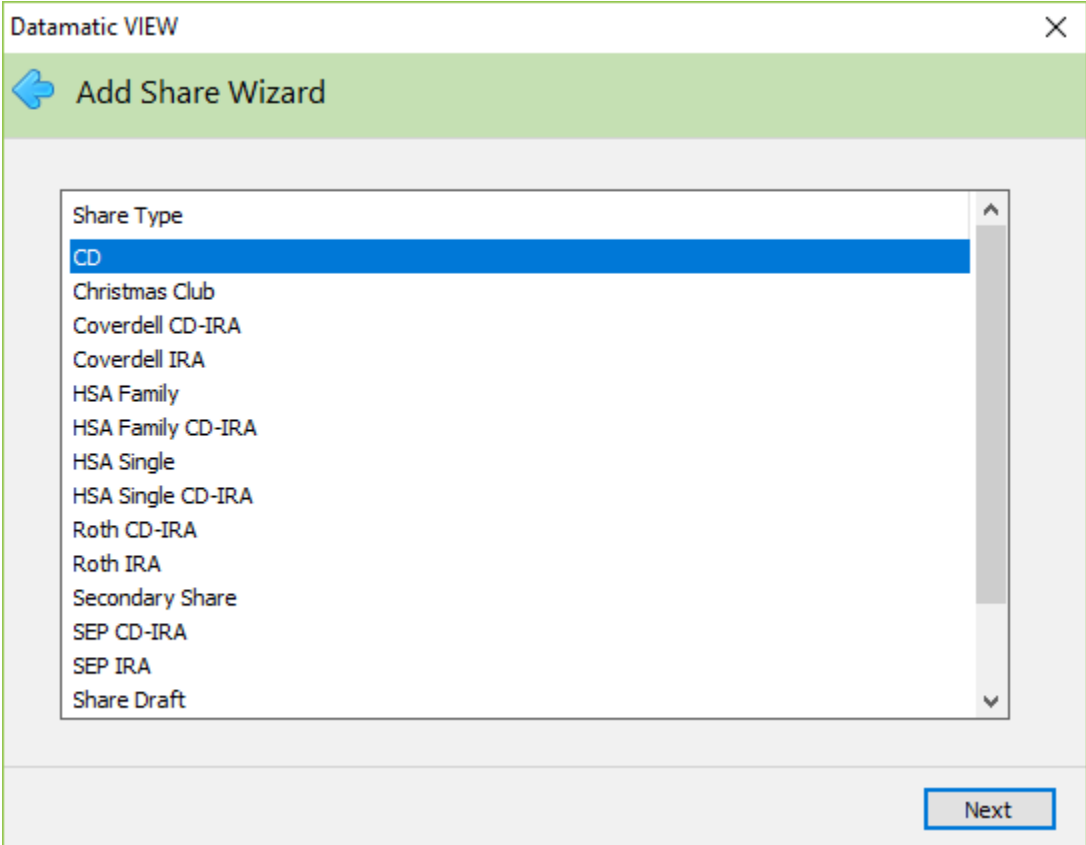 Datamatic VIEW
Add Share Wizard
Share Type
CD
Christmas Club
Coverdell CD-IRA
Coverdell IRA
HSA Family
HSA Family CD-IRA
HSA Single
HSA Single CD-IRA
Roth CD-IRA
Roth IRA
Secondary Share
SEP CD-IRA
SEP IRA
Share Draft
Next